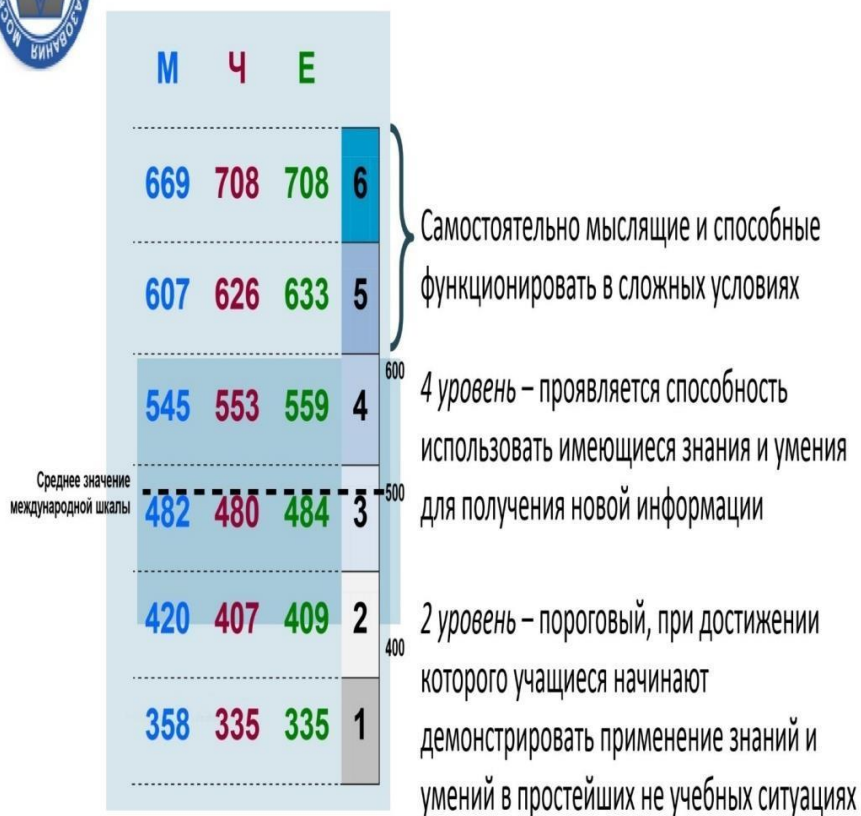 МОСК
ОВАНИЯ
М Ч Е
669 708 708 6
Самостоятельно мыслящие и способные
функционировать в сложных условиях
607 626 633 5
600
545 553 559 4
4 уровень – проявляется способность
использовать имеющиеся знания и умения
для получения новой информации
Среднее значение
международной шкалы
500
482 480 484 3
420 407 409 2
400
2 уровень – пороговый, при достижении
которого учащиеся начинают
демонстрировать применение знаний и
умений в простейших не учебных ситуациях
358 335 335 1